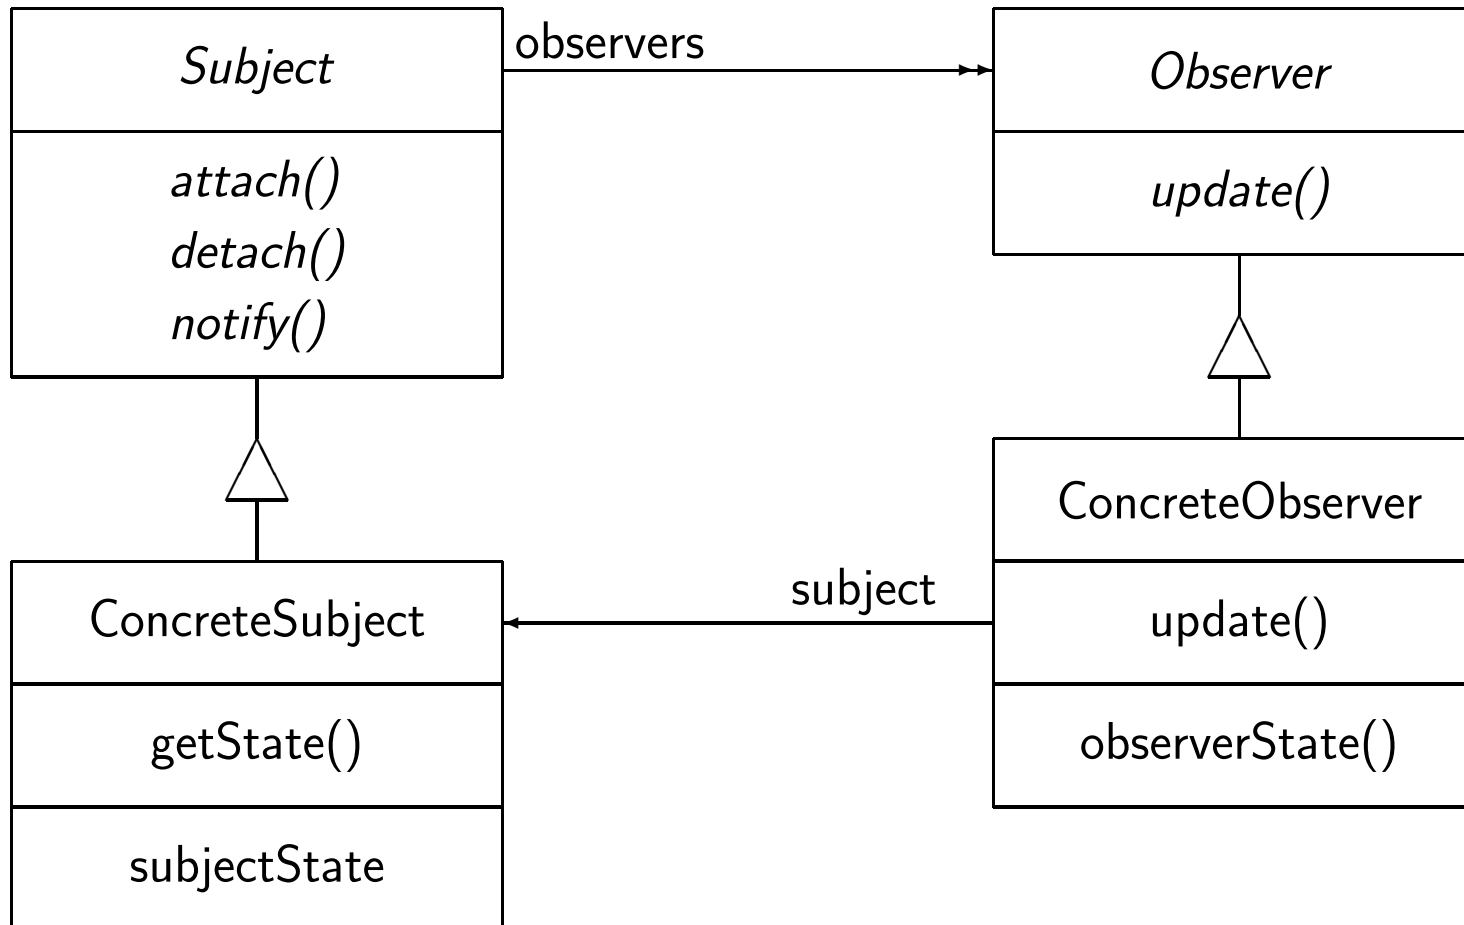 Subject
attach()
detach()
notify()
observers
Observer
update()
ConcreteSubject
getState()
subjectState
subject
ConcreteObserver
update()
observerState()